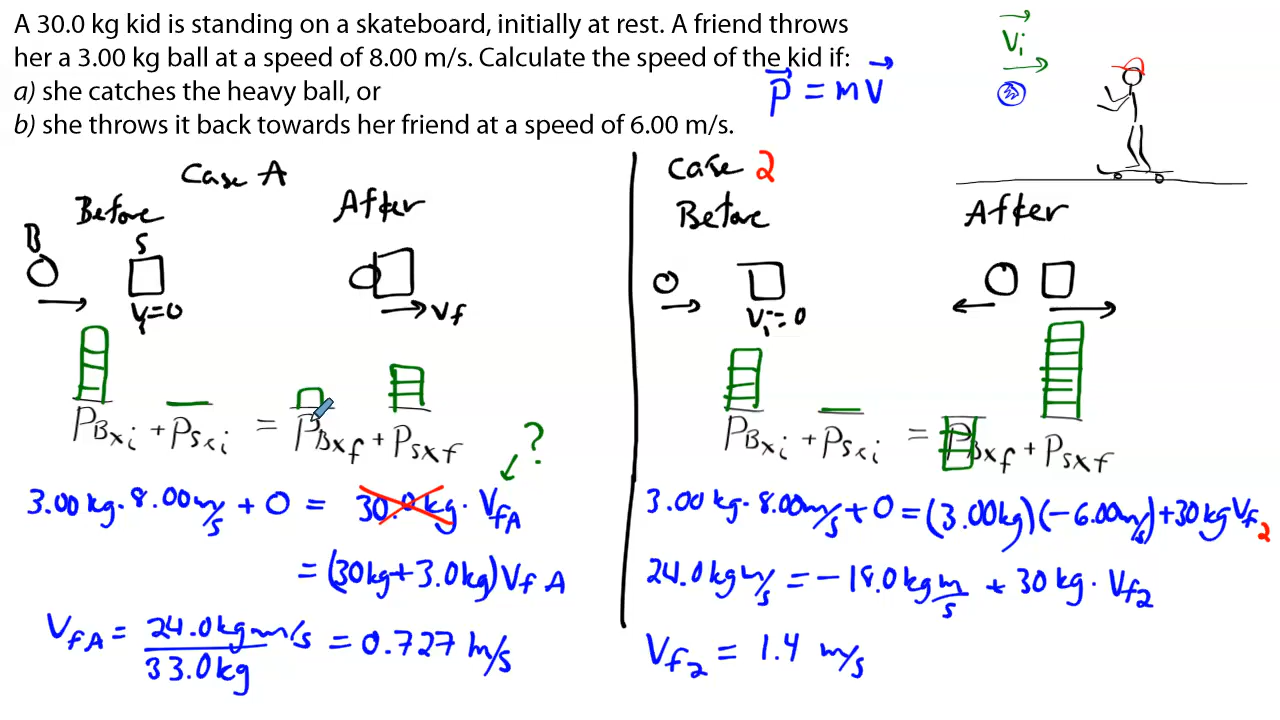 A 30.0 kg kid is standing on a skateboard, initially at rest. A friend throws
her a 3.00 kg ball at a speed of 8.00 m/s. Calculate the speed of the kid if:
a) she catches the heavy ball, or
b) she throws it back towards her friend at a speed of 6.00 m/s.
p⃗ = mv⃗
v⃗i
Case A
Before
After
B
S
Vi=0
Vf
PBxi + PSxi = PBxf + PSxf
?
3.00 kg · 8.00 m/s + 0 = 30.0 kg · VfA
= (30kg + 3.0kg) Vf A
VfA = 24.0 kg m/s / 33.0 kg = 0.727 m/s
Case 2
Before
After
Vi = 0
PBxi + PSxi = PBxf + PSxf
3.00 kg · 8.00 m/s + 0 = (3.00kg)(-6.00 m/s) + 30 kg Vf2
24.0 kg m/s = -18.0 kg m/s + 30 kg · Vf2
Vf2 = 1.4 m/s